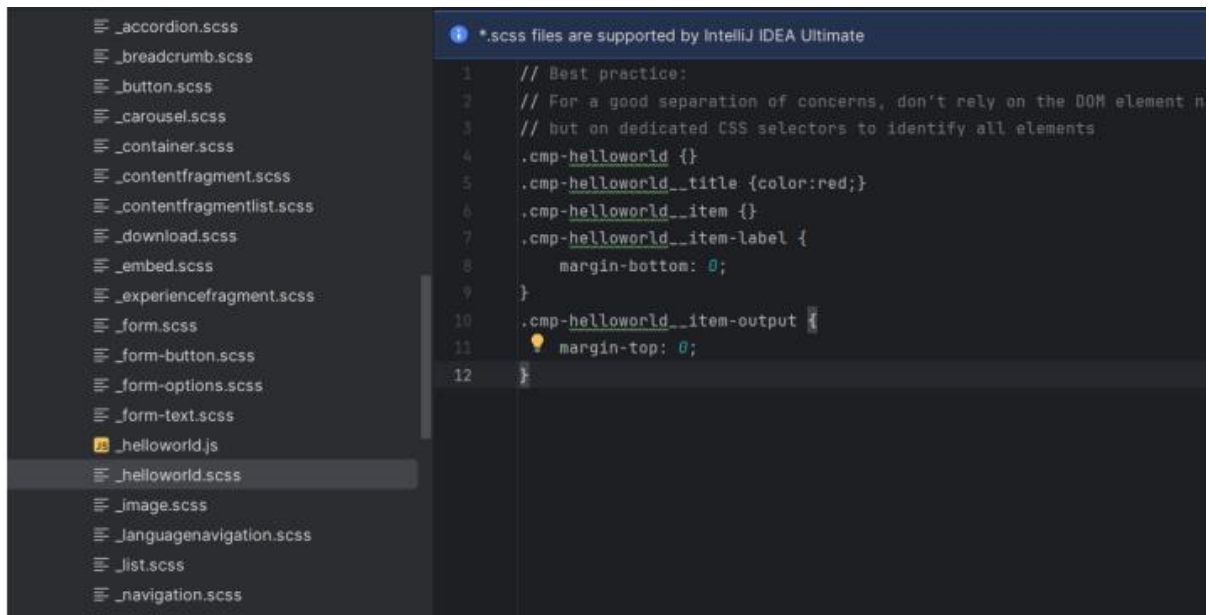 _accordion.scss
_breadcrumb.scss
_button.scss
_carousel.scss
_container.scss
_contentfragment.scss
_contentfragmentlist.scss
_download.scss
_embed.scss
_experiencefragment.scss
_form.scss
_form-button.scss
_form-options.scss
_form-text.scss
JS _helloworld.js
_helloworld.scss
_image.scss
_languagenavigation.scss
_list.scss
_navigation.scss
*.scss files are supported by IntelliJ IDEA Ultimate
1 // Best practice:
2 // For a good separation of concerns, don't rely on the DOM element n
3 // but on dedicated CSS selectors to identify all elements
4 .cmp-helloworld {}
5 .cmp-helloworld__title {color:red;}
6 .cmp-helloworld__item {}
7 .cmp-helloworld__item-label {
8 margin-bottom: 0;
9 }
10 .cmp-helloworld__item-output {
11 margin-top: 0;
12 }